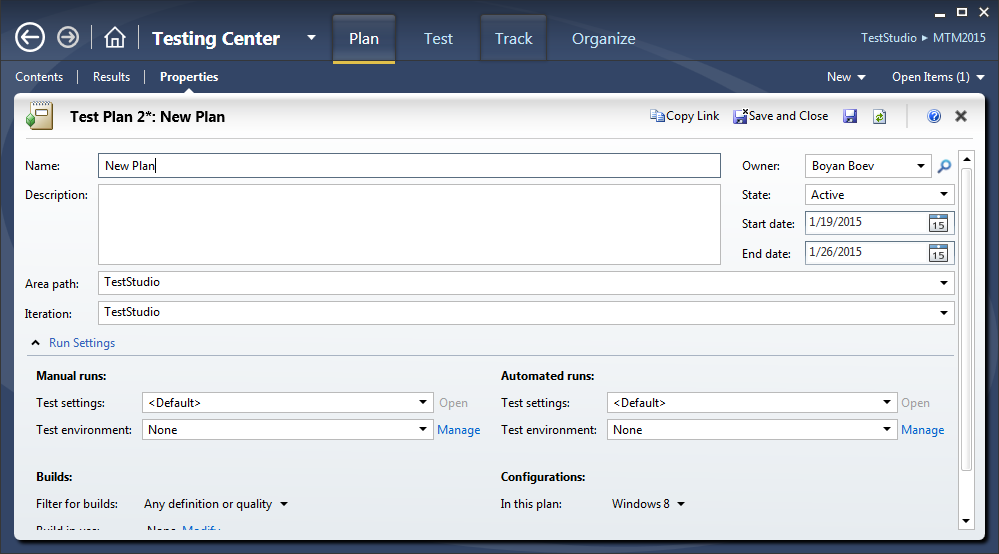 Testing Center
Plan
Test
Track
Organize
TestStudio ▸ MTM2015
Contents | Results | Properties
New
Open Items (1)
Test Plan 2*: New Plan
Copy Link
Save and Close
Name: New Plan
Owner: Boyan Boev
Description:
State: Active
Start date: 1/19/2015 15
End date: 1/26/2015 15
Area path: TestStudio
Iteration: TestStudio
Run Settings
Manual runs:
Automated runs:
Test settings: <Default> Open
Test settings: <Default> Open
Test environment: None Manage
Test environment: None Manage
Builds:
Configurations:
Filter for builds: Any definition or quality
In this plan: Windows 8
Build in use: None Modify